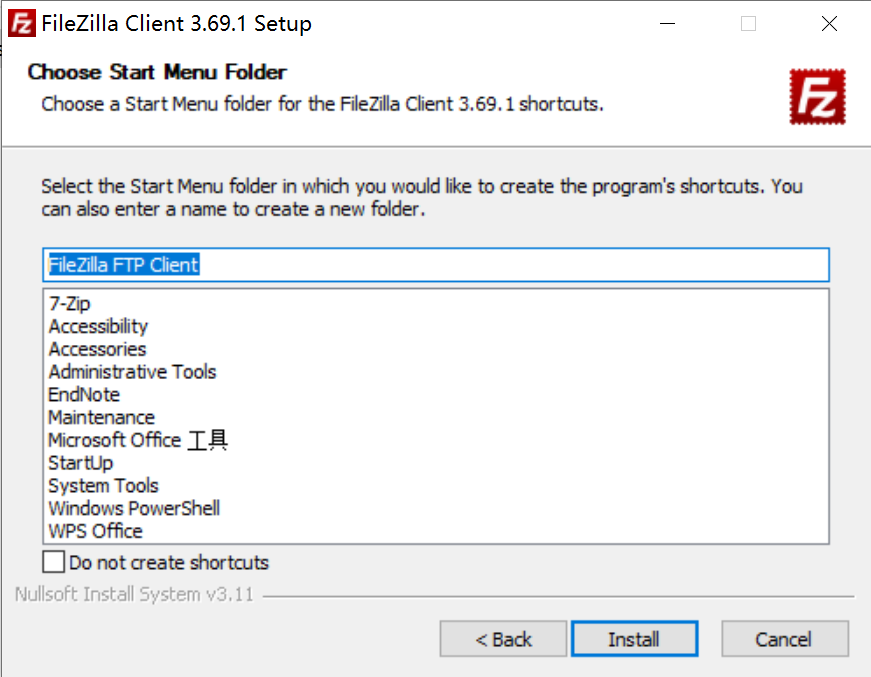 FileZilla Client 3.69.1 Setup
Choose Start Menu Folder
Choose a Start Menu folder for the FileZilla Client 3.69.1 shortcuts.
Select the Start Menu folder in which you would like to create the program's shortcuts. You
can also enter a name to create a new folder.
FileZilla FTP Client
7-Zip
Accessibility
Accessories
Administrative Tools
EndNote
Maintenance
Microsoft Office 工具
StartUp
System Tools
Windows PowerShell
WPS Office
Do not create shortcuts
Nullsoft Install System v3.11
< Back
Install
Cancel